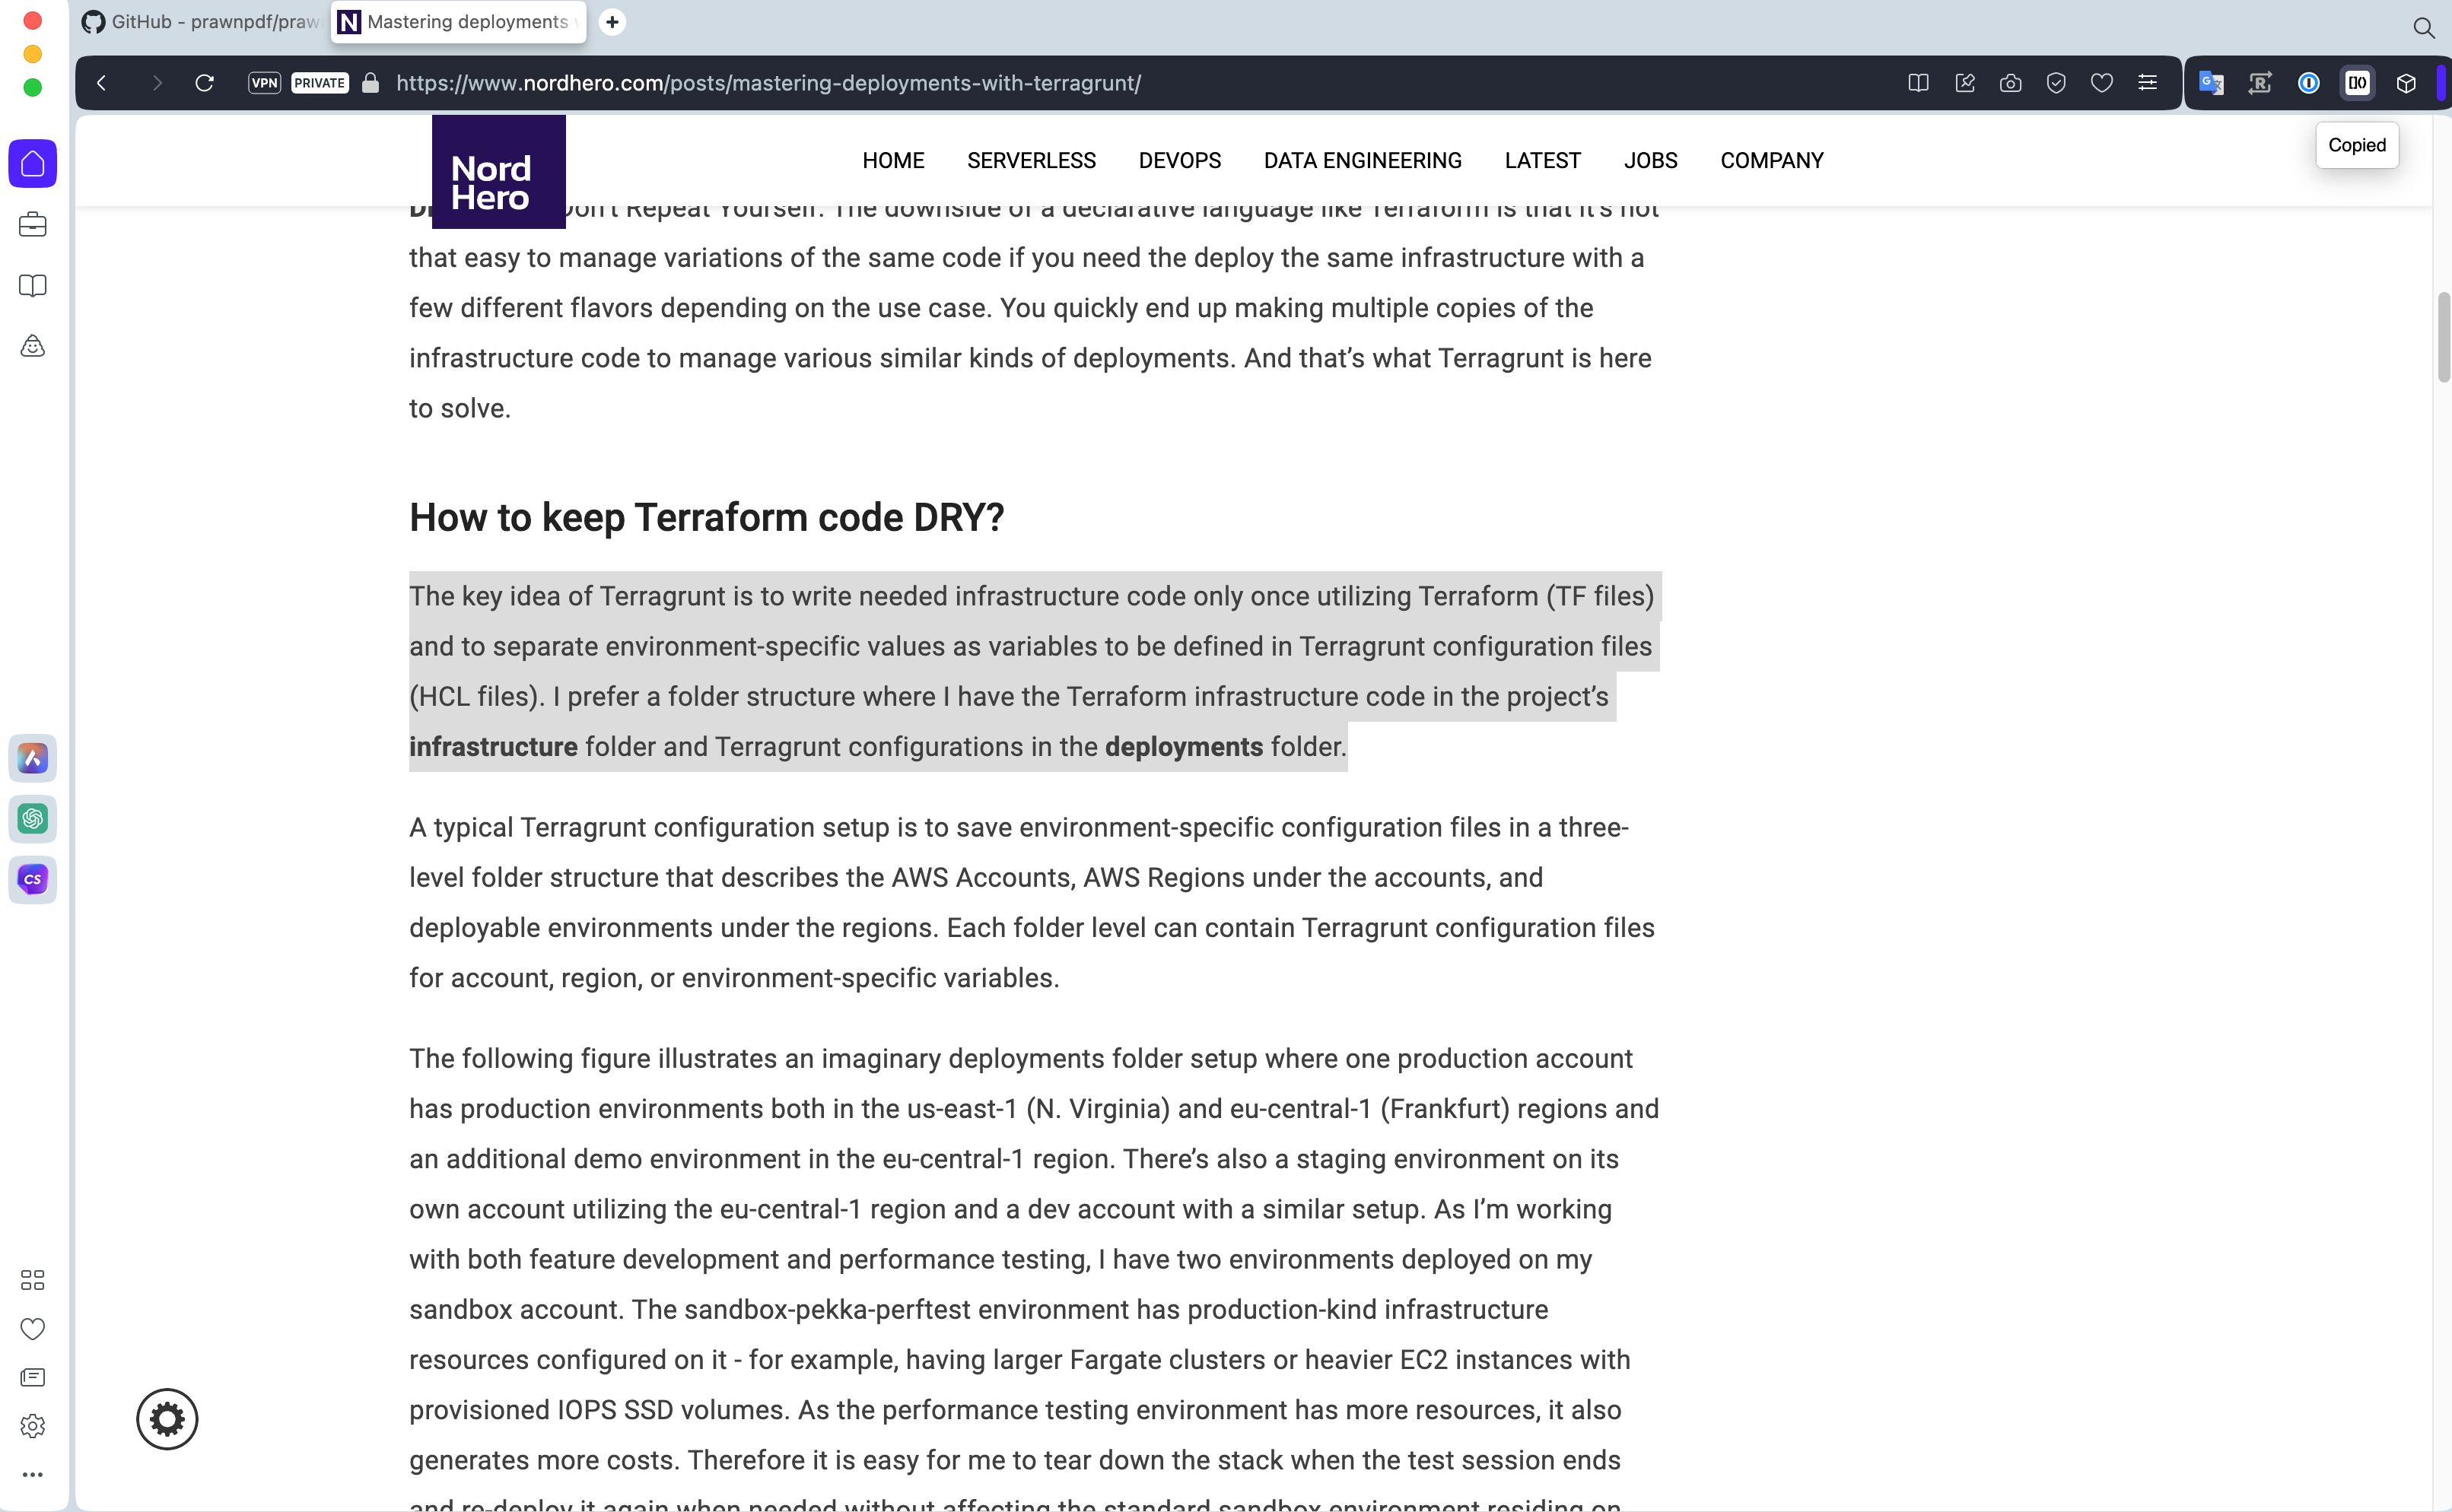 GitHub - prawnpdf/praw
Mastering deployments
VPN PRIVATE https://www.nordhero.com/posts/mastering-deployments-with-terragrunt/
Copied
Nord
Hero
HOME SERVERLESS DEVOPS DATA ENGINEERING LATEST JOBS COMPANY
Don't Repeat Yourself. The downside of a declarative language like Terraform is that it's not
that easy to manage variations of the same code if you need the deploy the same infrastructure with a
few different flavors depending on the use case. You quickly end up making multiple copies of the
infrastructure code to manage various similar kinds of deployments. And that’s what Terragrunt is here
to solve.
How to keep Terraform code DRY?
The key idea of Terragrunt is to write needed infrastructure code only once utilizing Terraform (TF files)
and to separate environment-specific values as variables to be defined in Terragrunt configuration files
(HCL files). I prefer a folder structure where I have the Terraform infrastructure code in the project’s
infrastructure folder and Terragrunt configurations in the deployments folder.
A typical Terragrunt configuration setup is to save environment-specific configuration files in a three-
level folder structure that describes the AWS Accounts, AWS Regions under the accounts, and
deployable environments under the regions. Each folder level can contain Terragrunt configuration files
for account, region, or environment-specific variables.
The following figure illustrates an imaginary deployments folder setup where one production account
has production environments both in the us-east-1 (N. Virginia) and eu-central-1 (Frankfurt) regions and
an additional demo environment in the eu-central-1 region. There’s also a staging environment on its
own account utilizing the eu-central-1 region and a dev account with a similar setup. As I’m working
with both feature development and performance testing, I have two environments deployed on my
sandbox account. The sandbox-pekka-perftest environment has production-kind infrastructure
resources configured on it - for example, having larger Fargate clusters or heavier EC2 instances with
provisioned IOPS SSD volumes. As the performance testing environment has more resources, it also
generates more costs. Therefore it is easy for me to tear down the stack when the test session ends
and re-deploy it again when needed without affecting the standard sandbox environment residing on
CS